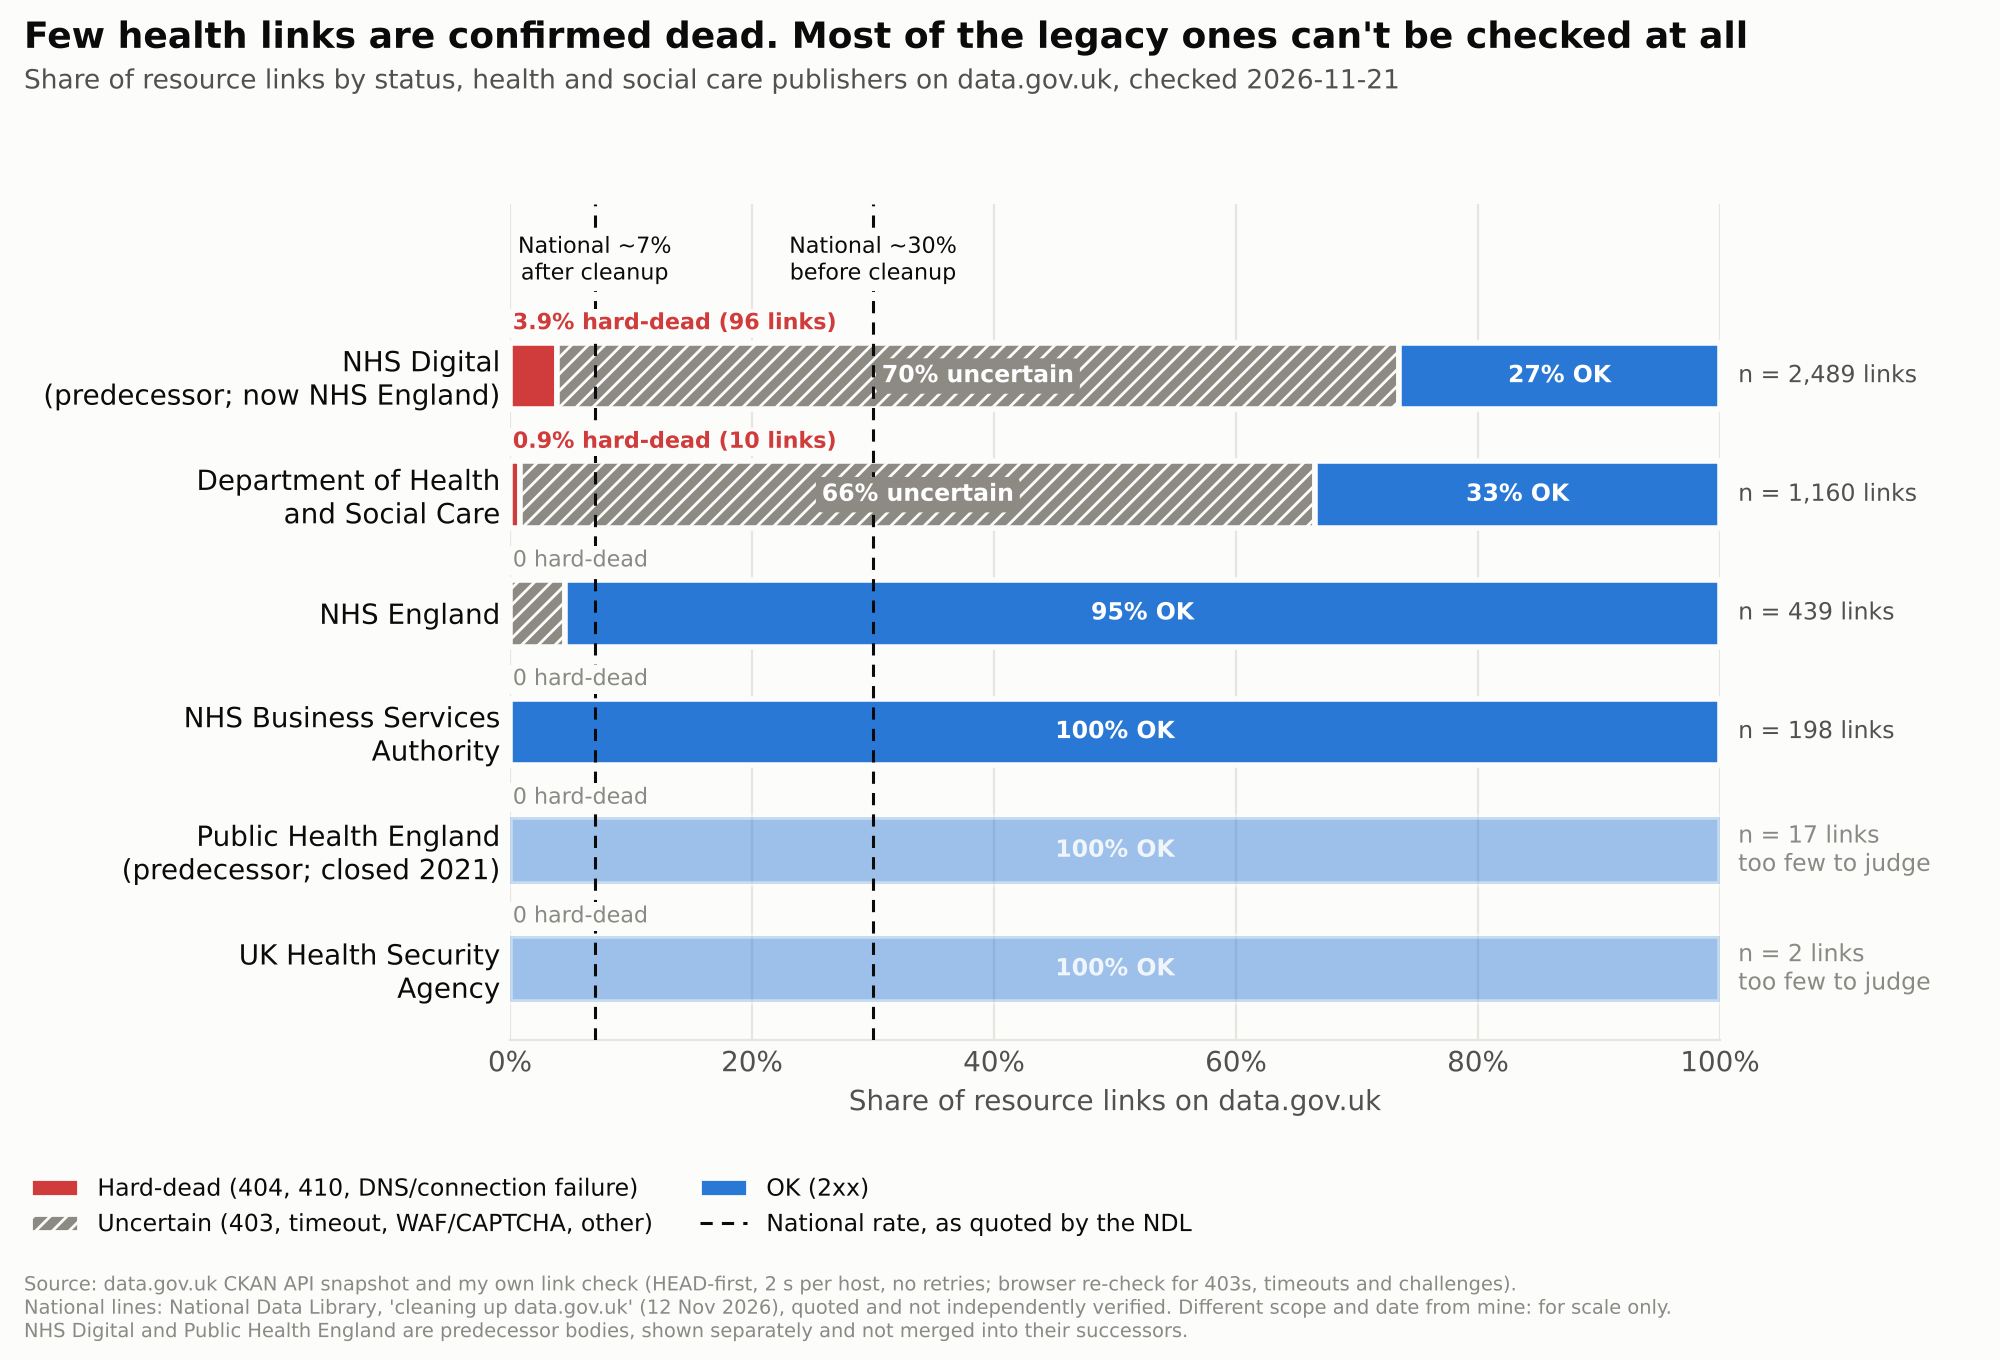 Few health links are confirmed dead. Most of the legacy ones can't be checked at all
Share of resource links by status, health and social care publishers on data.gov.uk, checked 2026-11-21
National ~7%
after cleanup
National ~30%
before cleanup
3.9% hard-dead (96 links)
NHS Digital
(predecessor; now NHS England)
70% uncertain
27% OK
n = 2,489 links
0.9% hard-dead (10 links)
Department of Health
and Social Care
66% uncertain
33% OK
n = 1,160 links
0 hard-dead
NHS England
95% OK
n = 439 links
0 hard-dead
NHS Business Services
Authority
100% OK
n = 198 links
0 hard-dead
Public Health England
(predecessor; closed 2021)
100% OK
n = 17 links
too few to judge
0 hard-dead
UK Health Security
Agency
100% OK
n = 2 links
too few to judge
0%
20%
40%
60%
80%
100%
Share of resource links on data.gov.uk
Hard-dead (404, 410, DNS/connection failure)
Uncertain (403, timeout, WAF/CAPTCHA, other)
OK (2xx)
National rate, as quoted by the NDL
Source: data.gov.uk CKAN API snapshot and my own link check (HEAD-first, 2 s per host, no retries; browser re-check for 403s, timeouts and challenges).
National lines: National Data Library, 'cleaning up data.gov.uk' (12 Nov 2026), quoted and not independently verified. Different scope and date from mine: for scale only.
NHS Digital and Public Health England are predecessor bodies, shown separately and not merged into their successors.